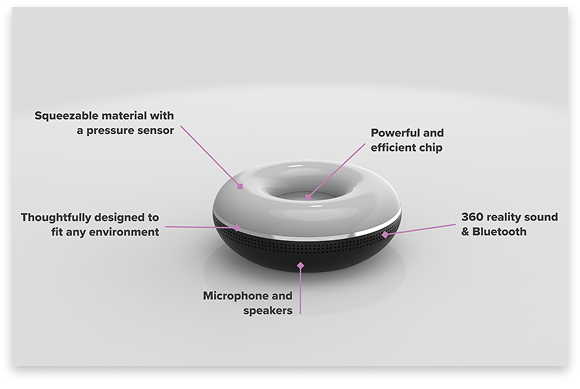 Squeezable material with
a pressure sensor
Powerful and
efficient chip
Thoughtfully designed to
fit any environment
360 reality sound
& Bluetooth
Microphone and
speakers